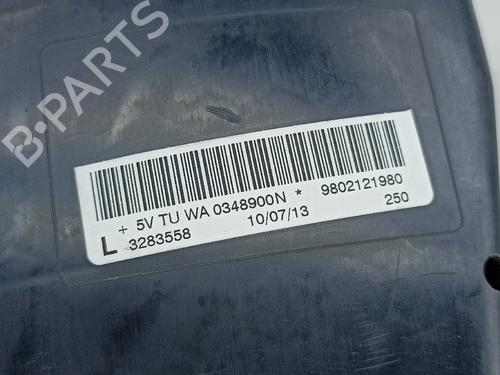 B-PARTS
+ 5V TU WA 0348900N * 9802121980
L 3283558 10/07/13 250